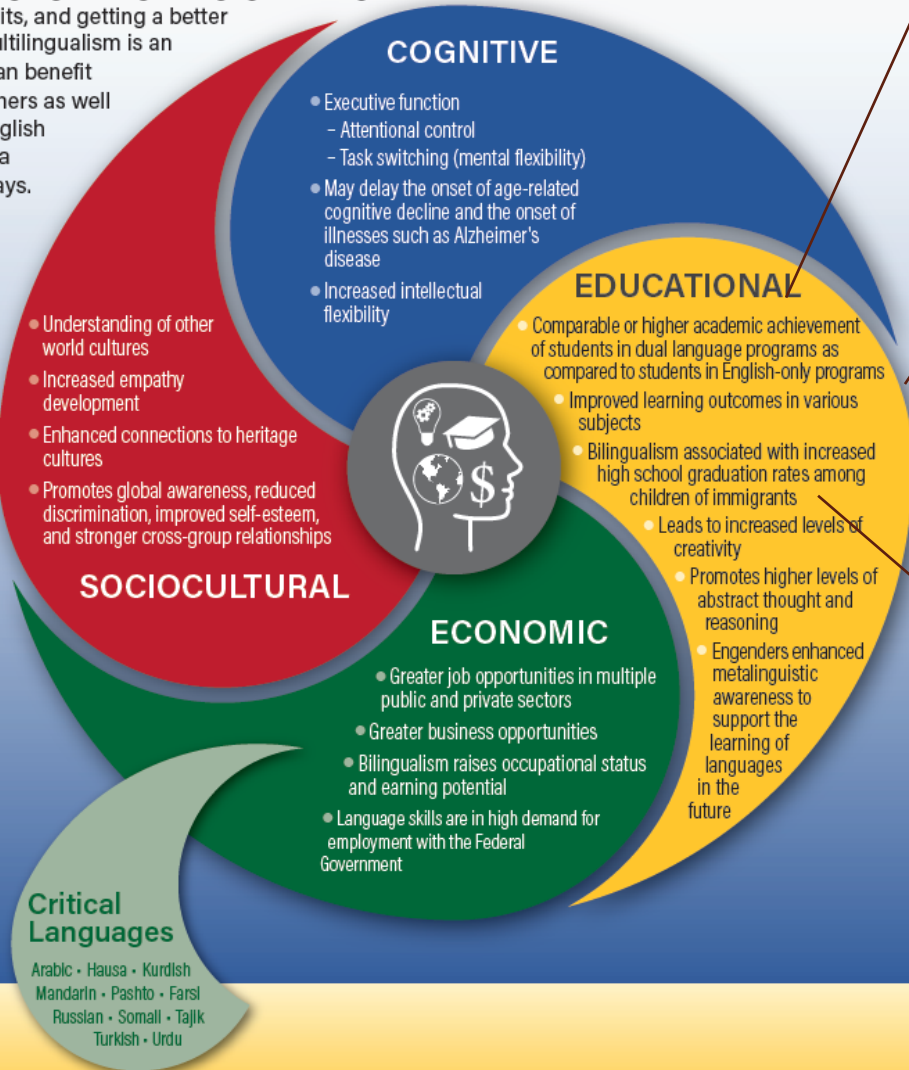 its, and getting a better
ultilingualism is an
an benefit
ners as well
glish
a
ays.
COGNITIVE
• Executive function
– Attentional control
– Task switching (mental flexibility)
• May delay the onset of age-related
cognitive decline and the onset of
illnesses such as Alzheimer's
disease
• Increased intellectual
flexibility
EDUCATIONAL
• Comparable or higher academic achievement
of students in dual language programs as
compared to students in English-only programs
• Improved learning outcomes in various
subjects
• Bilingualism associated with increased
high school graduation rates among
children of immigrants
• Leads to increased levels of
creativity
• Promotes higher levels of
abstract thought and
reasoning
• Engenders enhanced
metalinguistic
awareness to
support the
learning of
languages
in the
future
• Understanding of other
world cultures
• Increased empathy
development
• Enhanced connections to heritage
cultures
• Promotes global awareness, reduced
discrimination, improved self-esteem,
and stronger cross-group relationships
SOCIOCULTURAL
$
ECONOMIC
• Greater job opportunities in multiple
public and private sectors
• Greater business opportunities
• Bilingualism raises occupational status
and earning potential
• Language skills are in high demand for
employment with the Federal
Government
Critical
Languages
Arabic • Hausa • Kurdish
Mandarin • Pashto • Farsi
Russian • Somali • Tajik
Turkish • Urdu